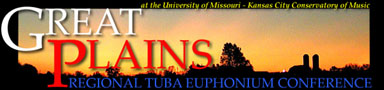 at the University of Missouri - Kansas City Conservatory of Music
GREAT
PLAINS
REGIONAL TUBA EUPHONIUM CONFERENCE